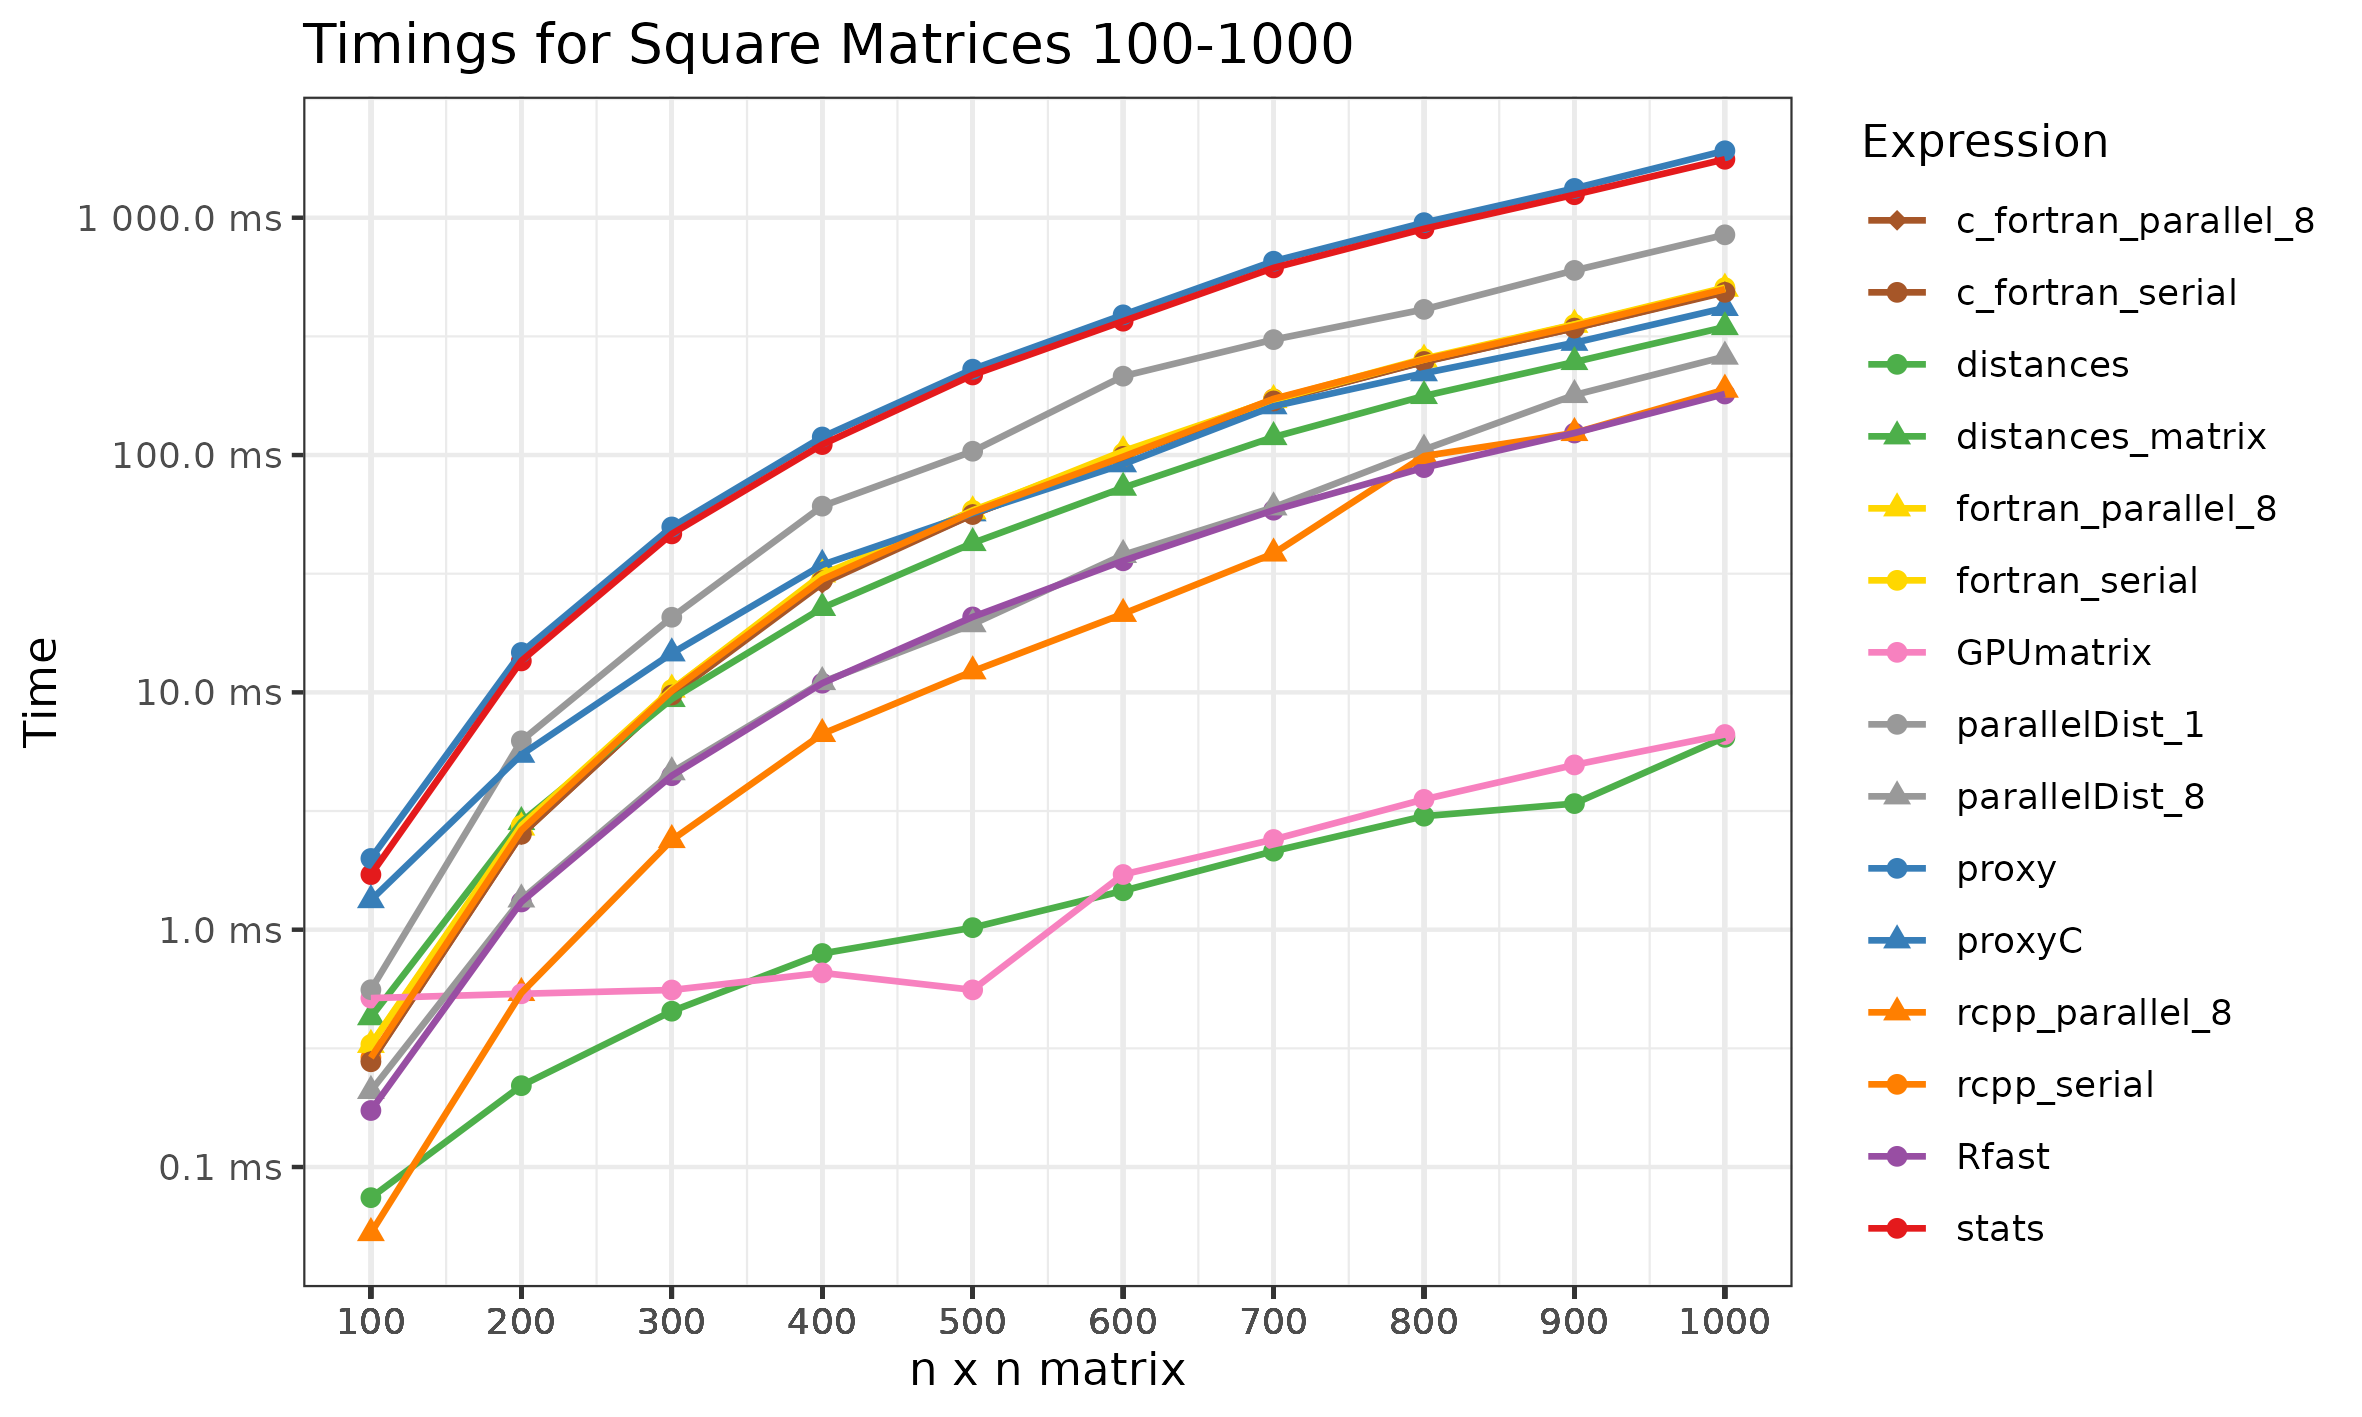 Timings for Square Matrices 100-1000
Time
1 000.0 ms
100.0 ms
10.0 ms
1.0 ms
0.1 ms
100 200 300 400 500 600 700 800 900 1000
n x n matrix
Expression
c_fortran_parallel_8
c_fortran_serial
distances
distances_matrix
fortran_parallel_8
fortran_serial
GPUmatrix
parallelDist_1
parallelDist_8
proxy
proxyC
rcpp_parallel_8
rcpp_serial
Rfast
stats